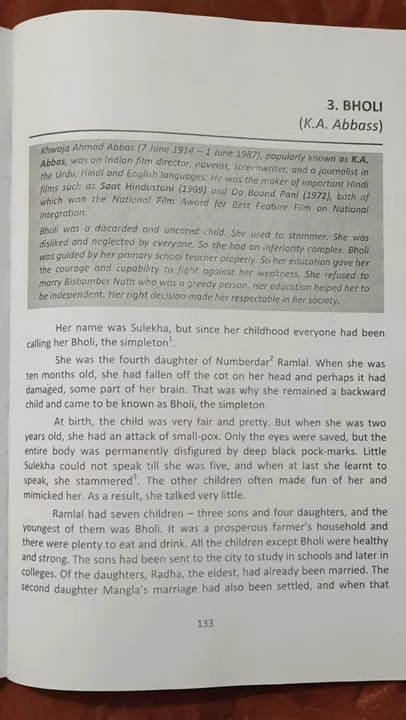 3. BHOLI
(K.A. Abbass)
Khwaja Ahmad Abbas (7 June 1914 – 1 June 1987), popularly known as K.A.
Abbas, was an Indian film director, novelist, screenwriter, and a journalist in
the Urdu, Hindi and English languages. He was the maker of important Hindi
films such as Saat Hindustani (1969) and Do Boond Pani (1972), both of
which won the National Film Award for Best Feature Film on National
Integration.
Bholi was a discarded and uncared child. She used to stammer. She was
disliked and neglected by everyone. So she had an inferiority complex. Bholi
was guided by her primary school teacher properly. So her education gave her
the courage and capability to fight against her weakness. She refused to
marry Bishamber Nath who was a greedy person. Her education helped her to
be independent. Her right decision made her respectable in her society.
Her name was Sulekha, but since her childhood everyone had been
calling her Bholi, the simpleton¹.
She was the fourth daughter of Numberdar² Ramlal. When she was
ten months old, she had fallen off the cot on her head and perhaps it had
damaged, some part of her brain. That was why she remained a backward
child and came to be known as Bholi, the simpleton.
At birth, the child was very fair and pretty. But when she was two
years old, she had an attack of small-pox. Only the eyes were saved, but the
entire body was permanently disfigured by deep black pock-marks. Little
Sulekha could not speak till she was five, and when at last she learnt to
speak, she stammered³. The other children often made fun of her and
mimicked her. As a result, she talked very little.
Ramlal had seven children – three sons and four daughters, and the
youngest of them was Bholi. It was a prosperous farmer's household and
there were plenty to eat and drink. All the children except Bholi were healthy
and strong. The sons had been sent to the city to study in schools and later in
colleges. Of the daughters, Radha, the eldest, had already been married. The
second daughter Mangla's marriage had also been settled, and when that
133